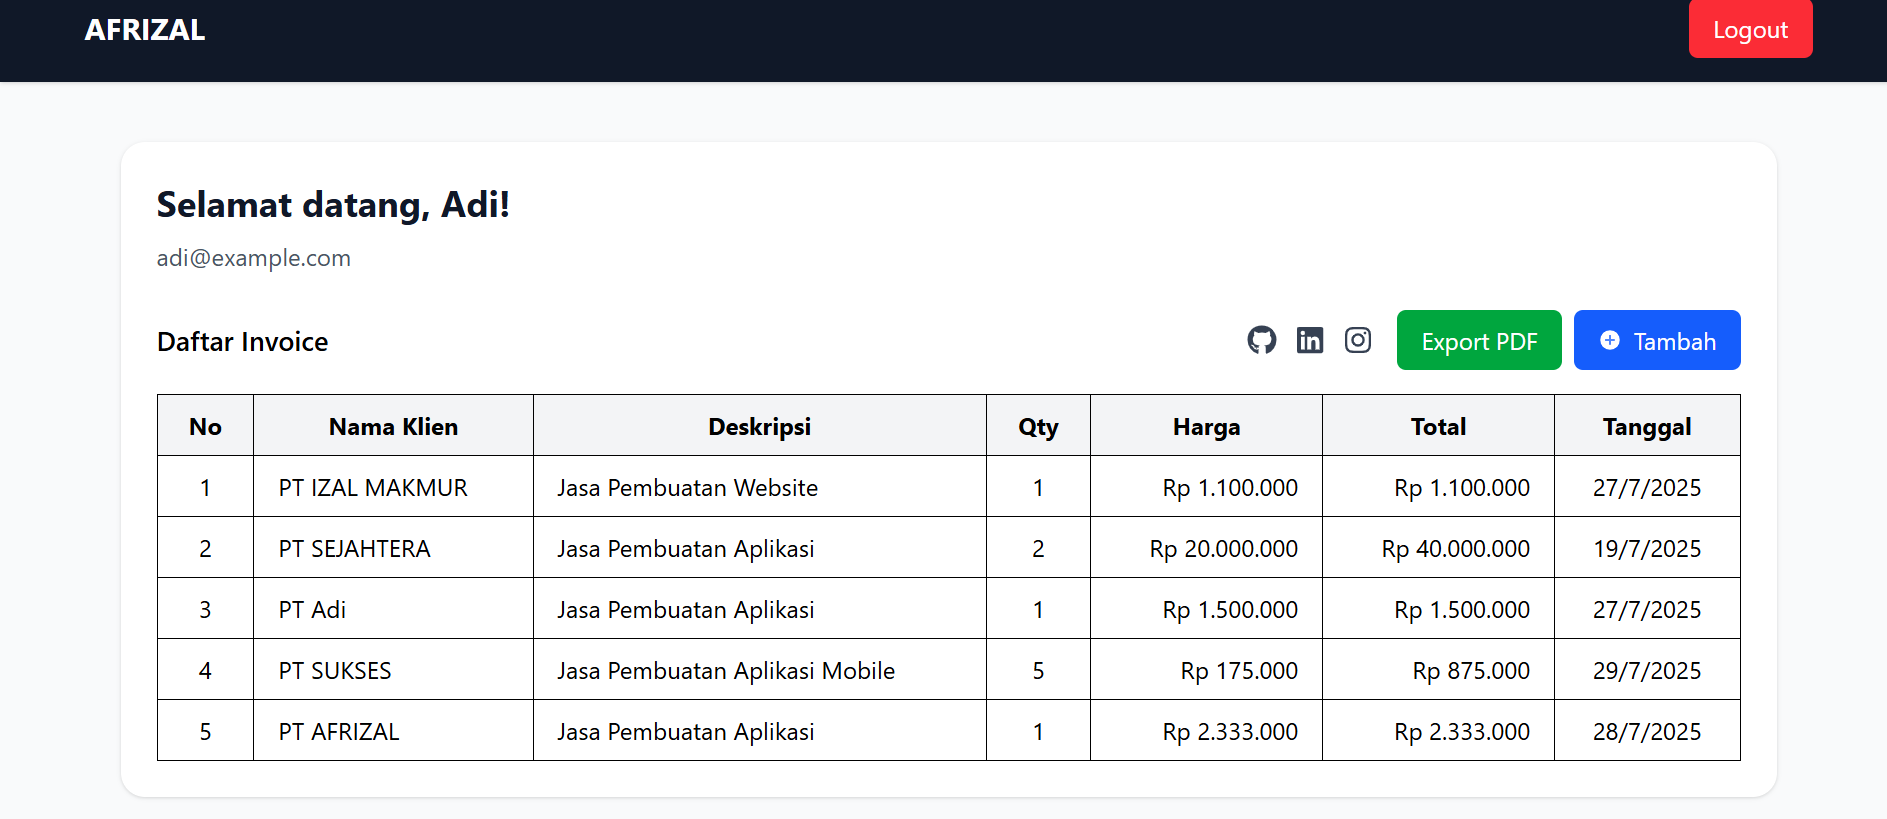 AFRIZAL Logout
Selamat datang, Adi!
adi@example.com
Daftar Invoice Export PDF Tambah
No Nama Klien Deskripsi Qty Harga Total Tanggal
1 PT IZAL MAKMUR Jasa Pembuatan Website 1 Rp 1.100.000 Rp 1.100.000 27/7/2025
2 PT SEJAHTERA Jasa Pembuatan Aplikasi 2 Rp 20.000.000 Rp 40.000.000 19/7/2025
3 PT Adi Jasa Pembuatan Aplikasi 1 Rp 1.500.000 Rp 1.500.000 27/7/2025
4 PT SUKSES Jasa Pembuatan Aplikasi Mobile 5 Rp 175.000 Rp 875.000 29/7/2025
5 PT AFRIZAL Jasa Pembuatan Aplikasi 1 Rp 2.333.000 Rp 2.333.000 28/7/2025